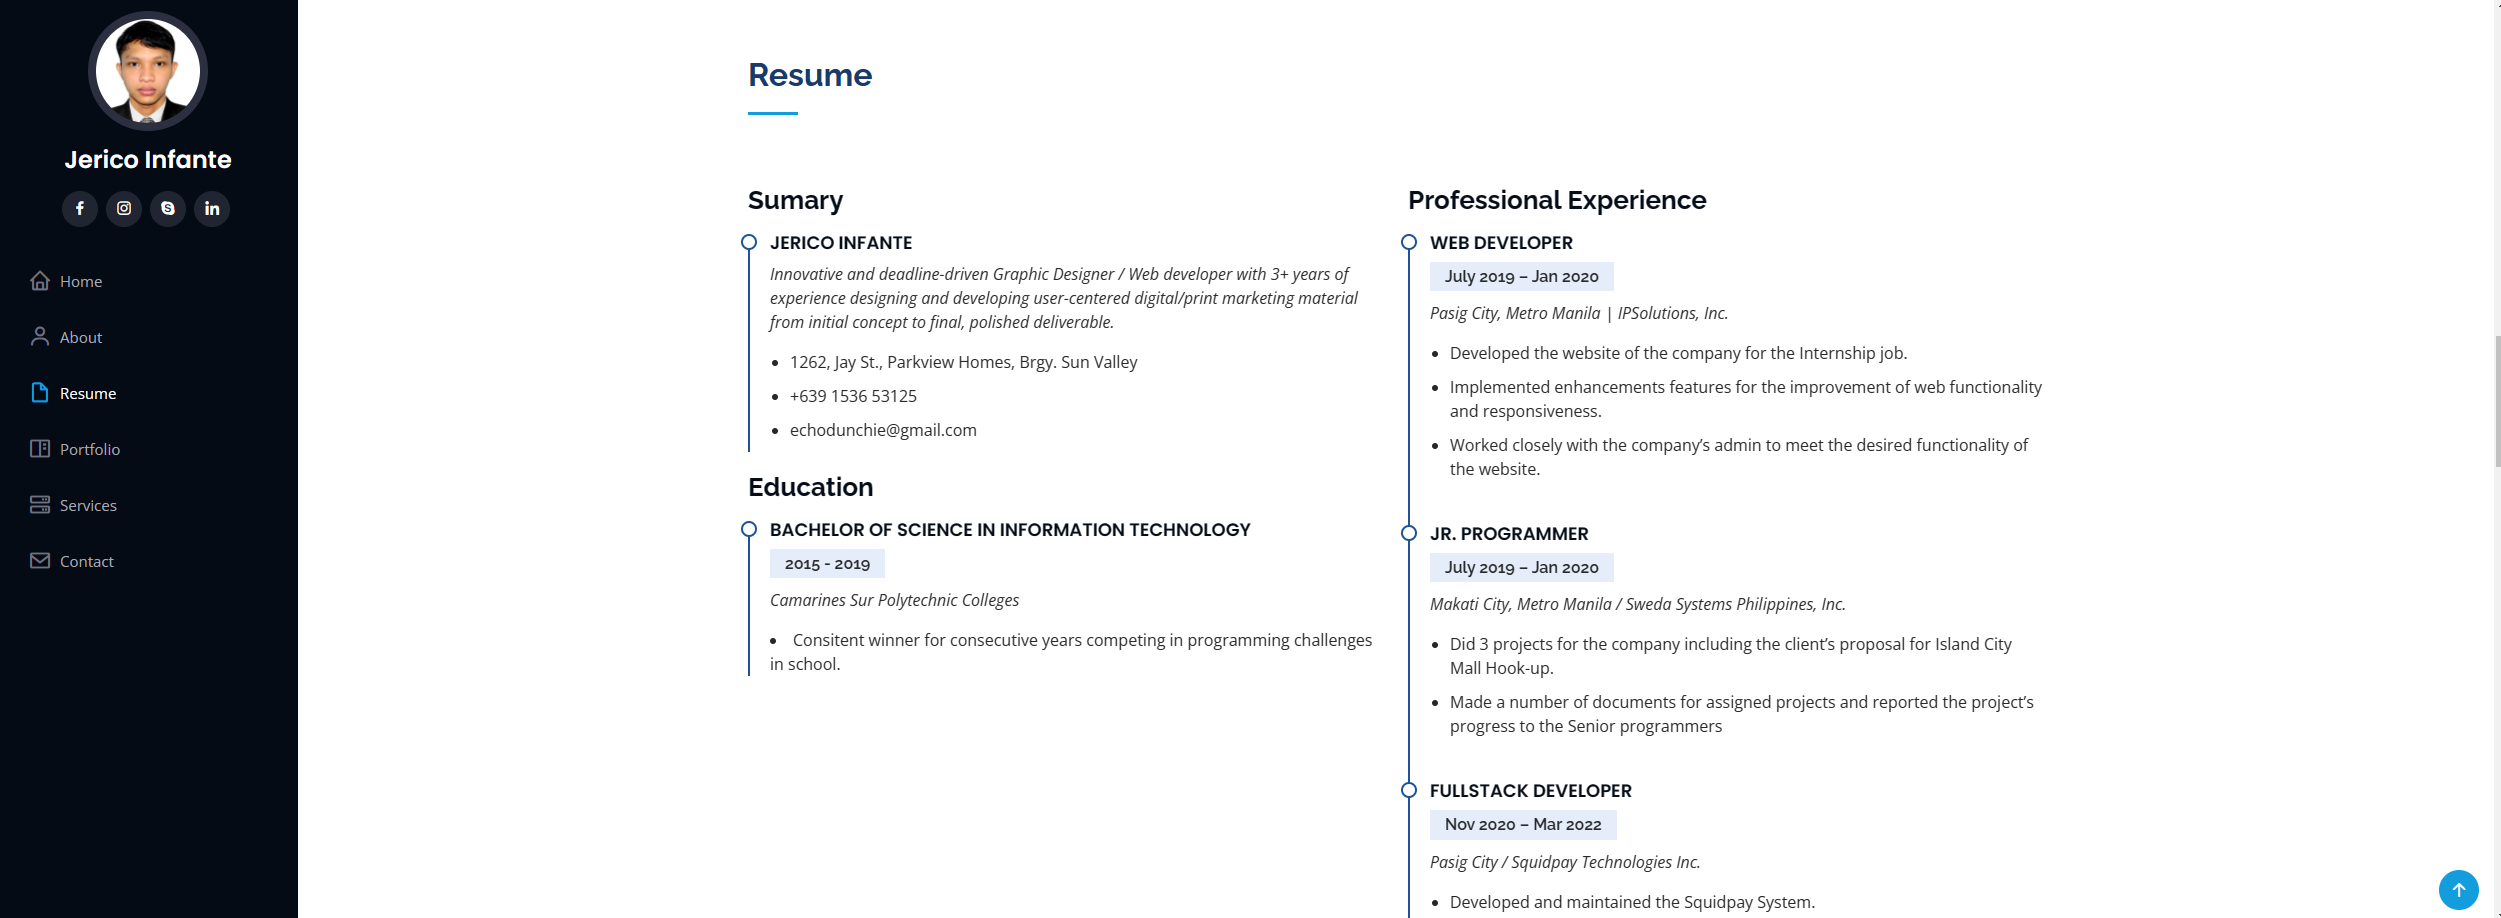 Jerico Infante
Home
About
Resume
Portfolio
Services
Contact
Resume
Sumary
JERICO INFANTE
Innovative and deadline-driven Graphic Designer / Web developer with 3+ years of
experience designing and developing user-centered digital/print marketing material
from initial concept to final, polished deliverable.
1262, Jay St., Parkview Homes, Brgy. Sun Valley
+639 1536 53125
echodunchie@gmail.com
Education
BACHELOR OF SCIENCE IN INFORMATION TECHNOLOGY
2015 - 2019
Camarines Sur Polytechnic Colleges
Consitent winner for consecutive years competing in programming challenges
in school.
Professional Experience
WEB DEVELOPER
July 2019 – Jan 2020
Pasig City, Metro Manila | IPSolutions, Inc.
Developed the website of the company for the Internship job.
Implemented enhancements features for the improvement of web functionality
and responsiveness.
Worked closely with the company’s admin to meet the desired functionality of
the website.
JR. PROGRAMMER
July 2019 – Jan 2020
Makati City, Metro Manila / Sweda Systems Philippines, Inc.
Did 3 projects for the company including the client’s proposal for Island City
Mall Hook-up.
Made a number of documents for assigned projects and reported the project’s
progress to the Senior programmers
FULLSTACK DEVELOPER
Nov 2020 – Mar 2022
Pasig City / Squidpay Technologies Inc.
Developed and maintained the Squidpay System.